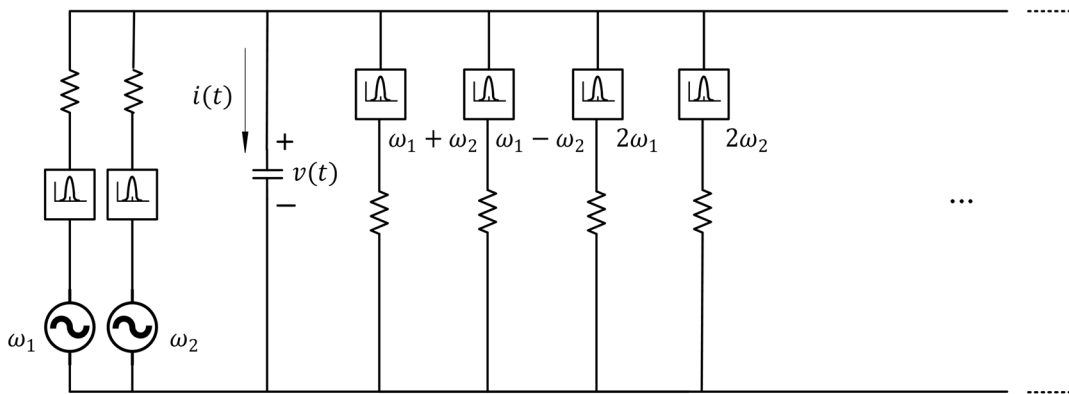 i(t)
+
v(t)
−
ω₁ + ω₂
ω₁ − ω₂
2ω₁
2ω₂
...
ω₁
ω₂